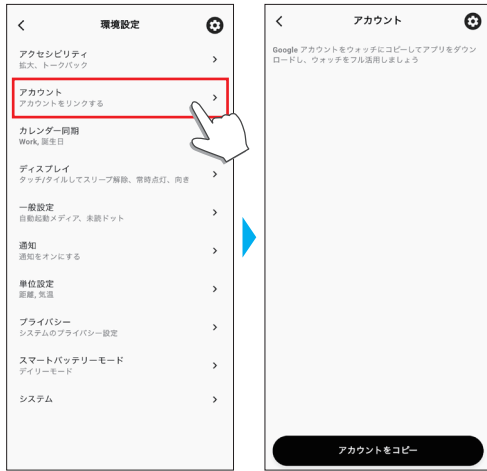 環境設定
アクセシビリティ
拡大、トークバック
アカウント
アカウントをリンクする
カレンダー同期
Work, 誕生日
ディスプレイ
タッチ/タイルしてスリープ解除、常時点灯、向き
一般設定
自動起動メディア、未読ドット
通知
通知をオンにする
単位設定
距離, 気温
プライバシー
システムのプライバシー設定
スマートバッテリーモード
デイリーモード
システム
アカウント
Google アカウントをウォッチにコピーしてアプリをダウン
ロードし、ウォッチをフル活用しましょう
アカウントをコピー